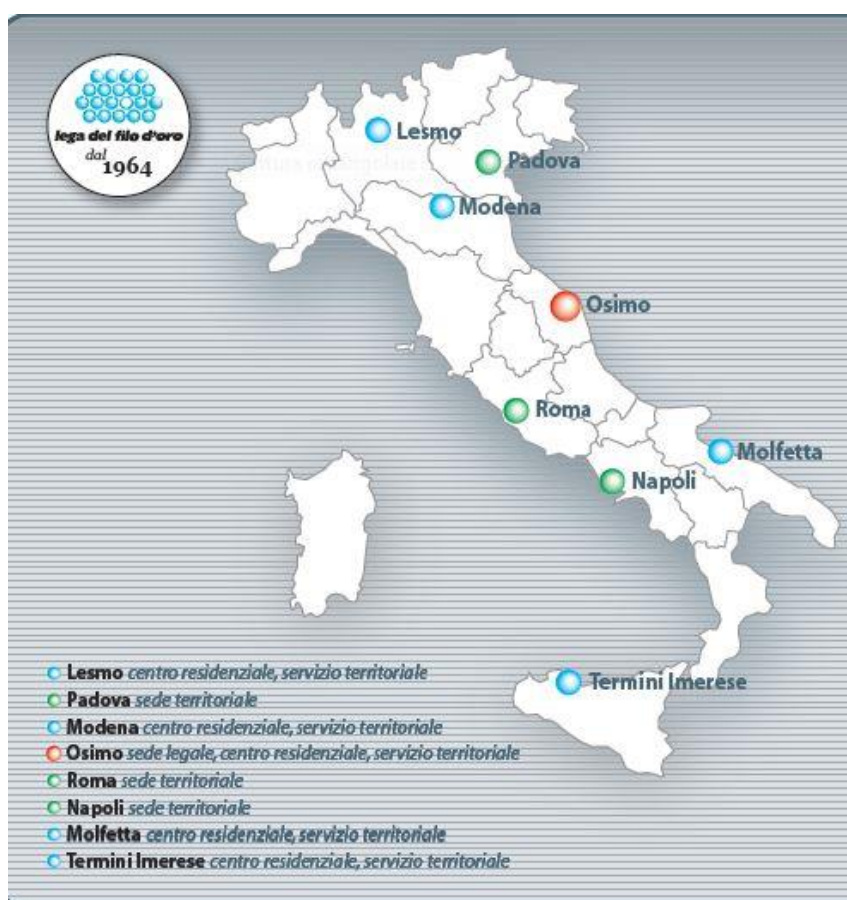 lega del filo d'oro
dal
1964
Lesmo
Padova
Modena
Osimo
Roma
Molfetta
Napoli
Termini Imerese
Lesmo centro residenziale, servizio territoriale
Padova sede territoriale
Modena centro residenziale, servizio territoriale
Osimo sede legale, centro residenziale, servizio territoriale
Roma sede territoriale
Napoli sede territoriale
Molfetta centro residenziale, servizio territoriale
Termini Imerese centro residenziale, servizio territoriale